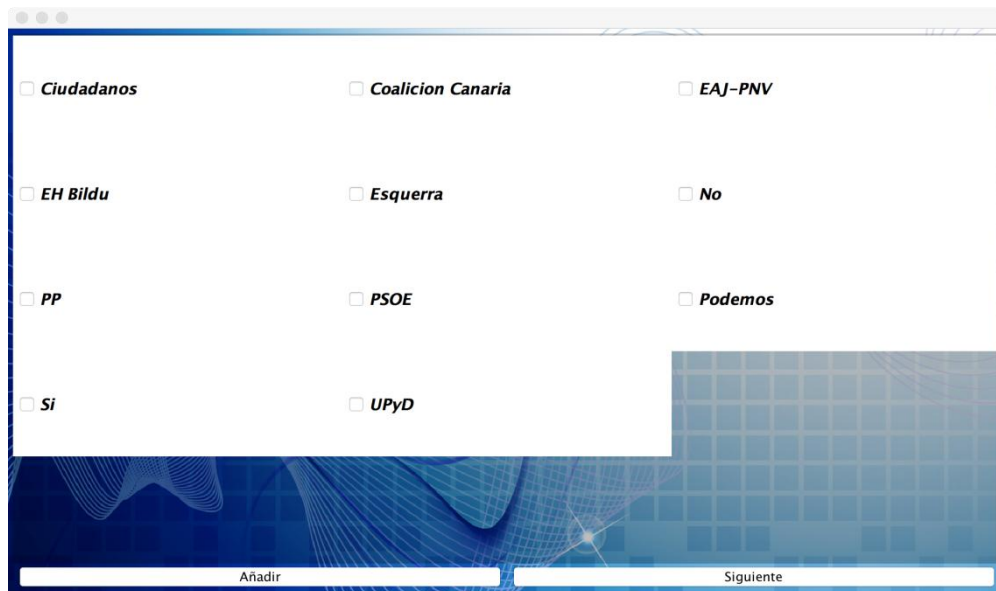 Ciudadanos
Coalicion Canaria
EAJ-PNV
EH Bildu
Esquerra
No
PP
PSOE
Podemos
Si
UPyD
Añadir
Siguiente